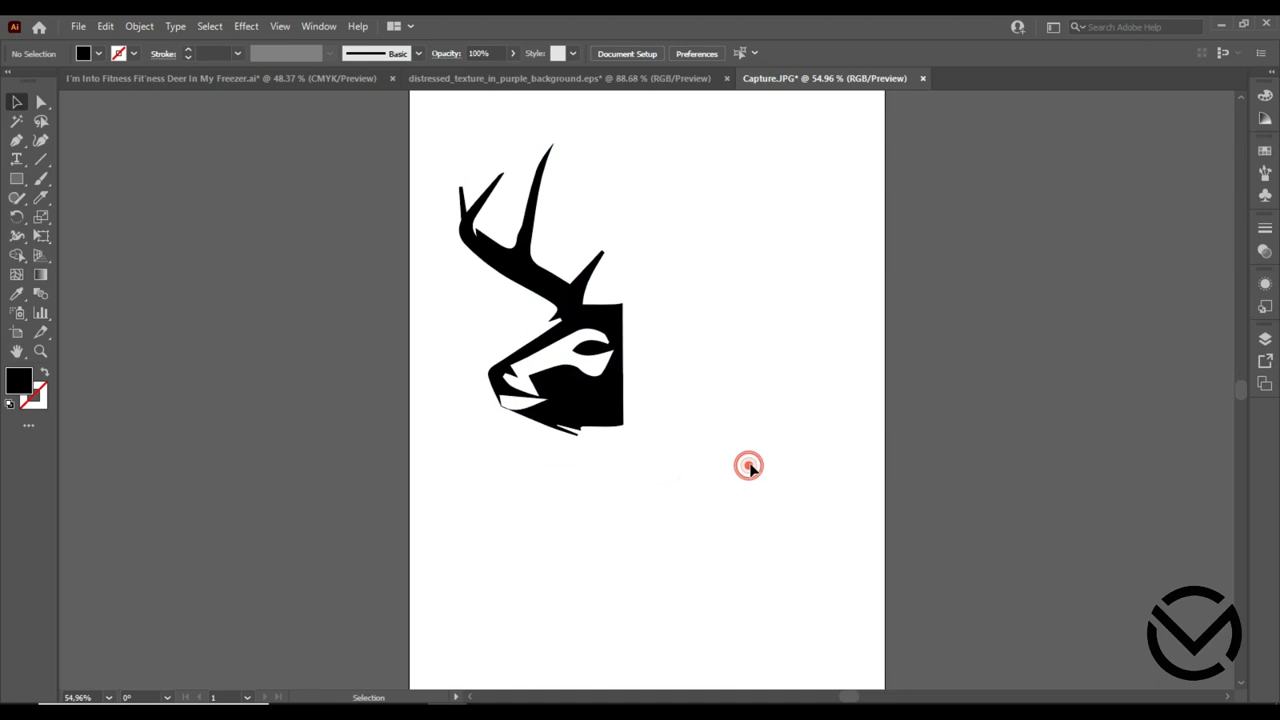 Ai File Edit Object Type Select Effect View Window Help Search Adobe Help
No Selection Stroke: Basic Opacity: 100% Style: Document Setup Preferences
I'm Into Fitness Fit'ness Deer In My Freezer.ai* @ 48.37 % (CMYK/Preview) × distressed_texture_in_purple_background.eps* @ 88.68 % (RGB/Preview) × Capture.JPG* @ 54.96 % (RGB/Preview) ×
54,96% 0° 1 Selection